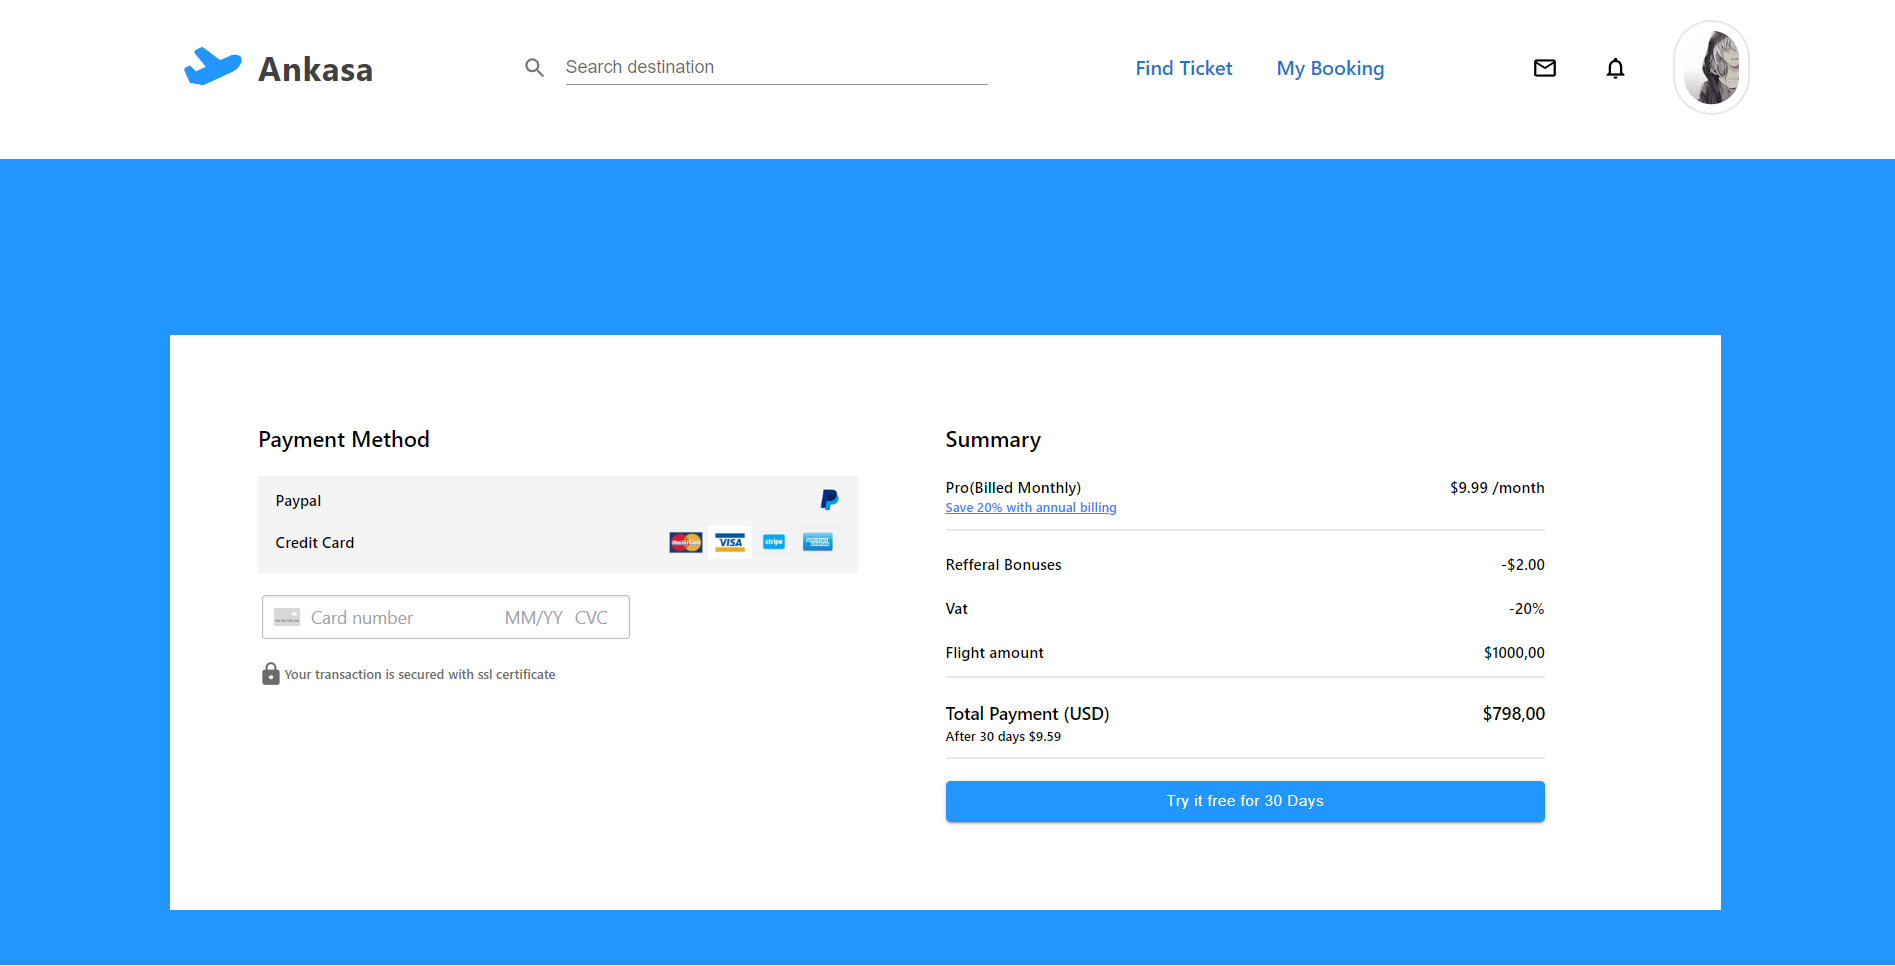 Ankasa
Search destination
Find Ticket
My Booking
Payment Method
Paypal
Credit Card
MasterCard
VISA
stripe
Card number
MM/YY
CVC
Your transaction is secured with ssl certificate
Summary
Pro(Billed Monthly)
$9.99 /month
Save 20% with annual billing
Refferal Bonuses
-$2.00
Vat
-20%
Flight amount
$1000,00
Total Payment (USD)
$798,00
After 30 days $9.59
Try it free for 30 Days